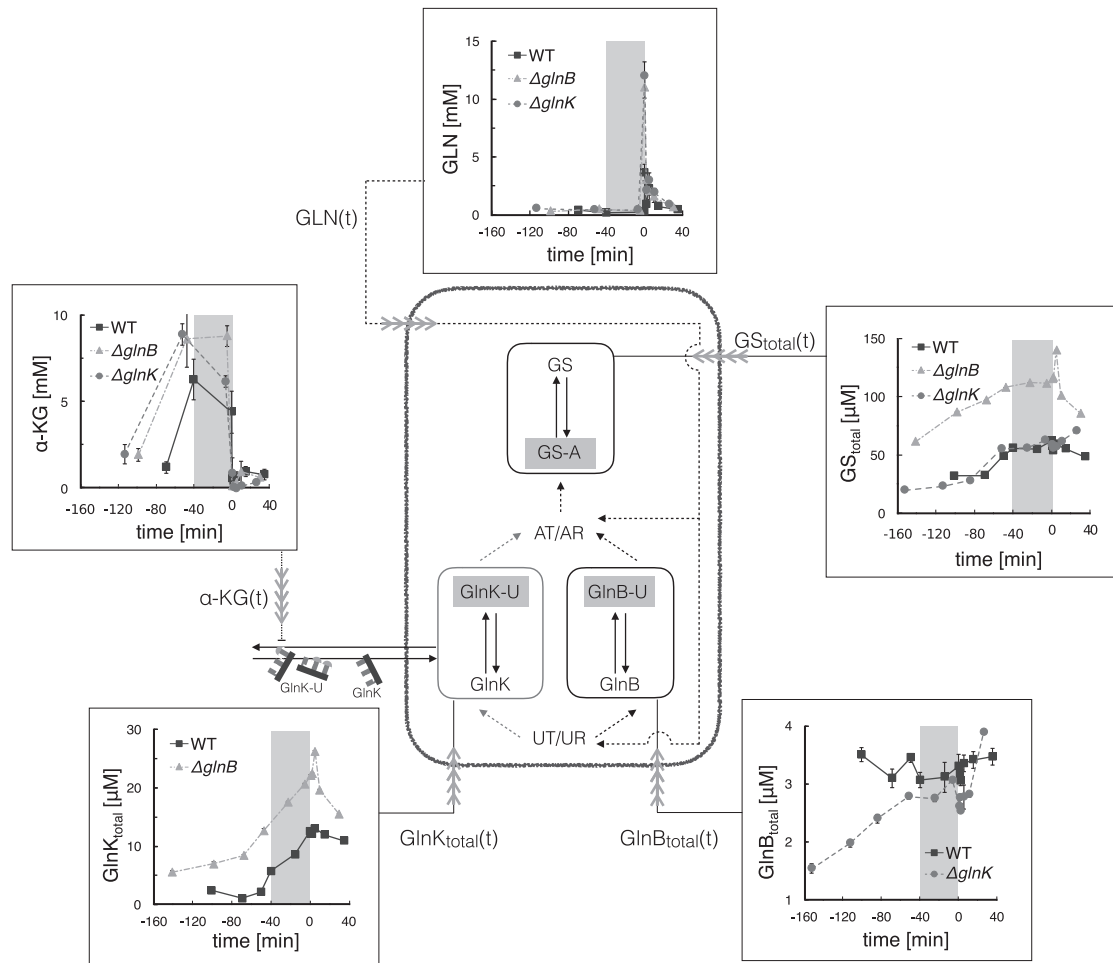 15
10
5
0
GLN [mM]
WT
ΔglnB
ΔglnK
-160 -120 -80 -40 0 40
time [min]
GLN(t)
10
5
0
α-KG [mM]
WT
ΔglnB
ΔglnK
-160 -120 -80 -40 0 40
time [min]
α-KG(t)
GStotal(t)
150
100
50
0
GStotal [µM]
WT
ΔglnB
ΔglnK
-160 -120 -80 -40 0 40
time [min]
GS
GS-A
AT/AR
GlnK-U
GlnK
GlnB-U
GlnB
UT/UR
GlnK-U
GlnK
30
20
10
0
GlnKtotal [µM]
WT
ΔglnB
-160 -120 -80 -40 0 40
time [min]
GlnKtotal(t)
GlnBtotal(t)
4
3
2
1
GlnBtotal [µM]
WT
ΔglnK
-160 -120 -80 -40 0 40
time [min]